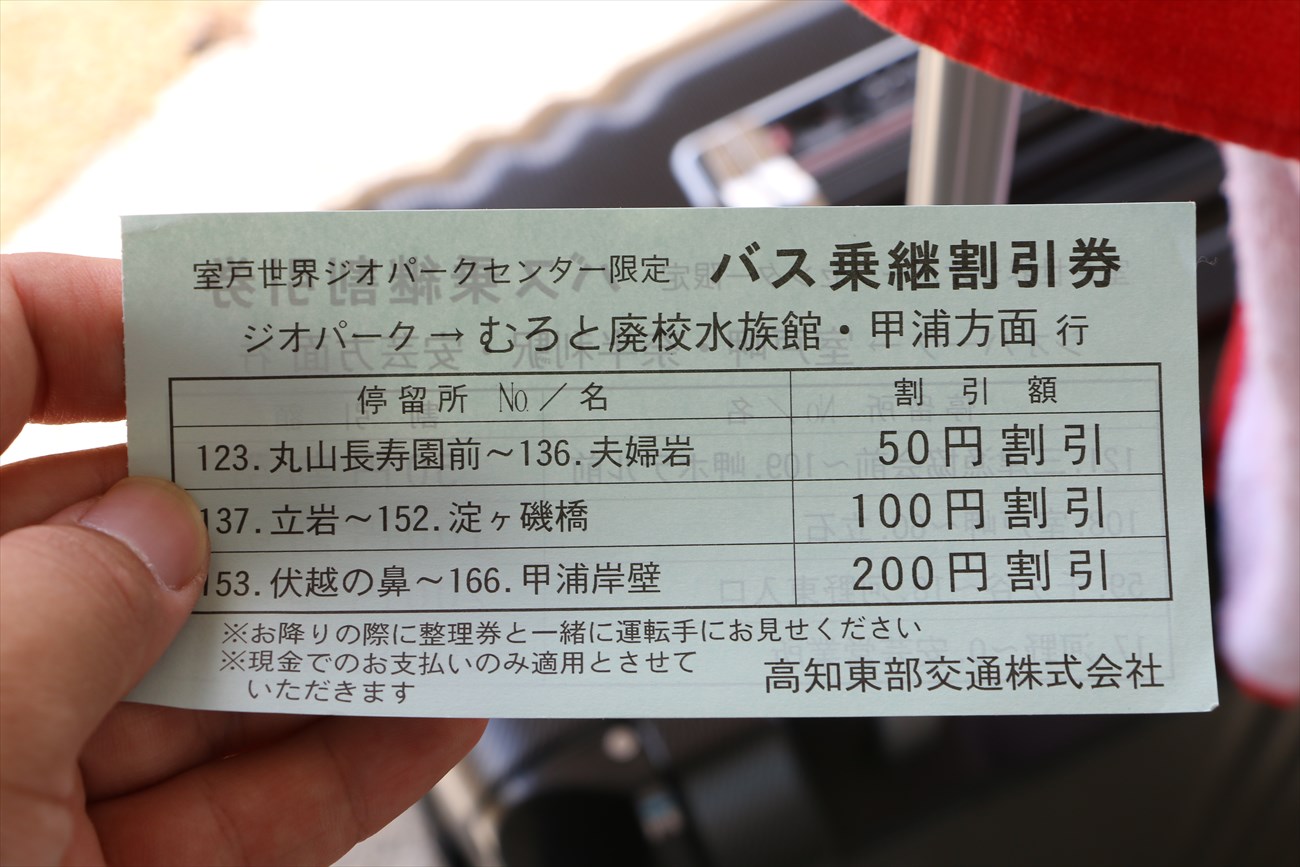 室戸世界ジオパークセンター限定 バス乗継割引券
ジオパーク→むろと廃校水族館・甲浦方面 行
停留所 No./名 割引額
123.丸山長寿園前～136.夫婦岩 50円割引
137.立岩～152.淀ヶ磯橋 100円割引
153.伏越の鼻～166.甲浦岸壁 200円割引
※お降りの際に整理券と一緒に運転手にお見せください
※現金でのお支払いのみ適用とさせて
いただきます
高知東部交通株式会社